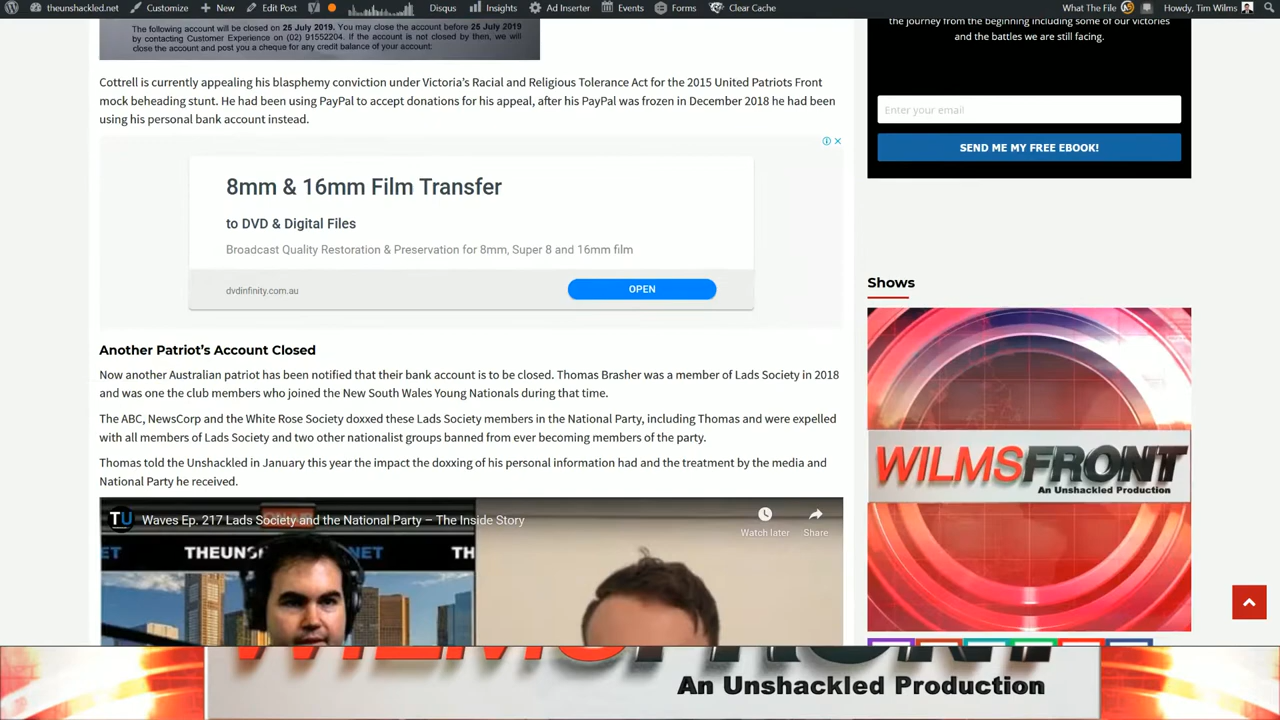 theunshackled.net Customize New Edit Post Disqus Insights Ad Inserter Events Forms Clear Cache What The File Howdy, Tim Wilms
The following account will be closed on 25 July 2019. You may close the account before 25 July 2019
by contacting Customer Experience on (02) 91552204. If the account is not closed by then, we will
close the account and post you a cheque for any credit balance of your account:
Cottrell is currently appealing his blasphemy conviction under Victoria's Racial and Religious Tolerance Act for the 2015 United Patriots Front
mock beheading stunt. He had been using PayPal to accept donations for his appeal, after his PayPal was frozen in December 2018 he had been
using his personal bank account instead.
8mm & 16mm Film Transfer
to DVD & Digital Files
Broadcast Quality Restoration & Preservation for 8mm, Super 8 and 16mm film
dvdinfinity.com.au
OPEN
Another Patriot's Account Closed
Now another Australian patriot has been notified that their bank account is to be closed. Thomas Brasher was a member of Lads Society in 2018
and was one the club members who joined the New South Wales Young Nationals during that time.
The ABC, NewsCorp and the White Rose Society doxxed these Lads Society members in the National Party, including Thomas and were expelled
with all members of Lads Society and two other nationalist groups banned from ever becoming members of the party.
Thomas told the Unshackled in January this year the impact the doxxing of his personal information had and the treatment by the media and
National Party he received.
TU Waves Ep. 217 Lads Society and the National Party – The Inside Story
Watch later Share
the journey from the beginning including some of our victories
and the battles we are still facing.
Enter your email
SEND ME MY FREE EBOOK!
Shows
WILMSFRONT
An Unshackled Production
WILMSFRONT
An Unshackled Production